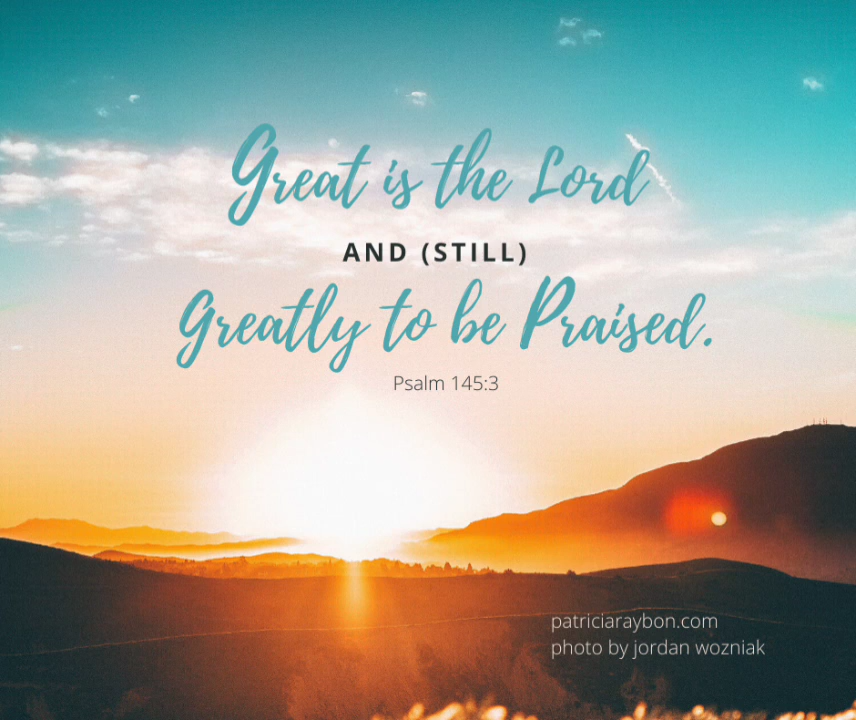 Great is the Lord
AND (STILL)
Greatly to be Praised.
Psalm 145:3
patriciaraybon.com
photo by jordan wozniak